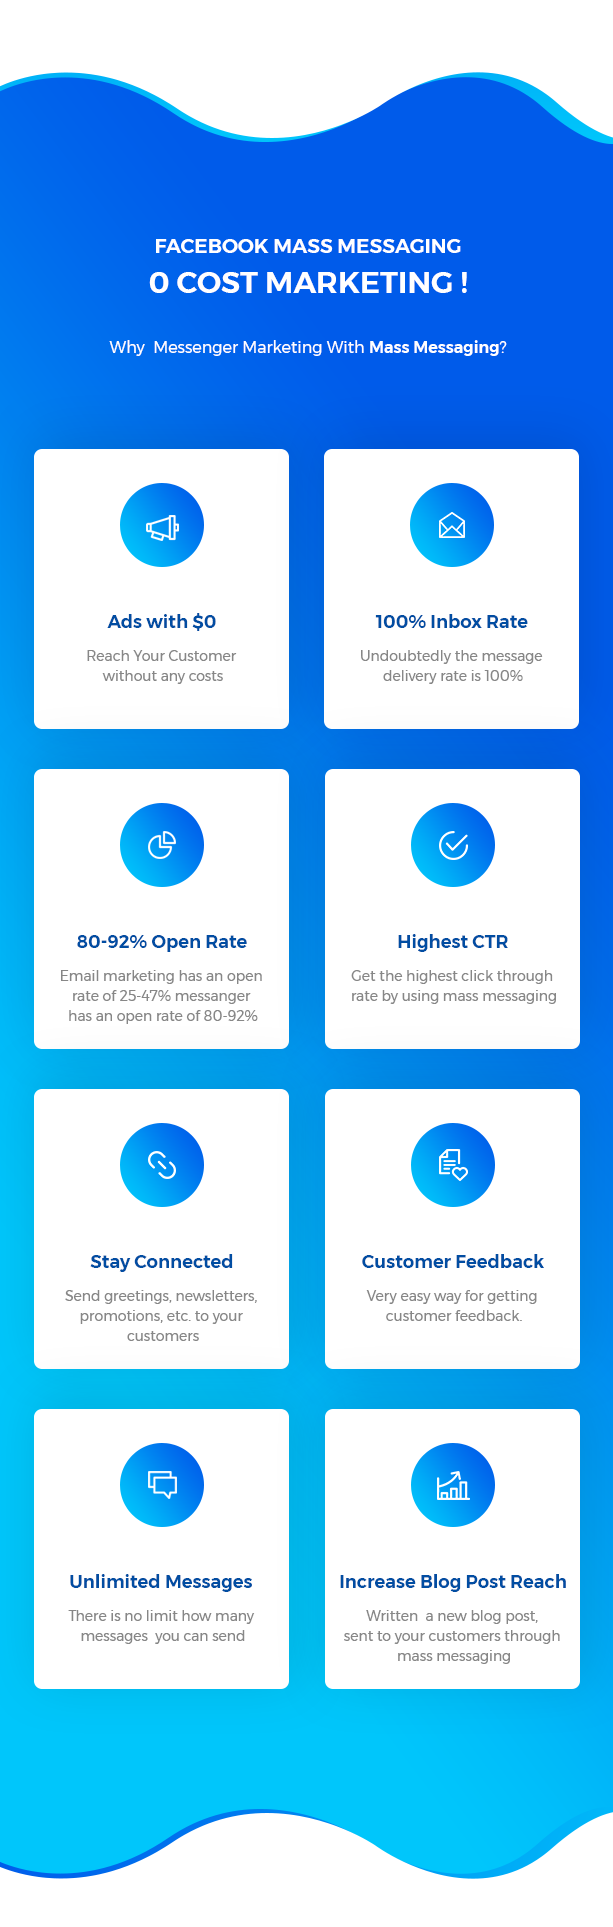 FACEBOOK MASS MESSAGING
0 COST MARKETING !
Why  Messenger Marketing With Mass Messaging?
Ads with $0
Reach Your Customer
without any costs
100% Inbox Rate
Undoubtedly the message
delivery rate is 100%
80-92% Open Rate
Email marketing has an open
rate of 25-47% messanger
has an open rate of 80-92%
Highest CTR
Get the highest click through
rate by using mass messaging
Stay Connected
Send greetings, newsletters,
promotions, etc. to your
customers
Customer Feedback
Very easy way for getting
customer feedback.
Unlimited Messages
There is no limit how many
messages  you can send
Increase Blog Post Reach
Written  a new blog post,
sent to your customers through
mass messaging